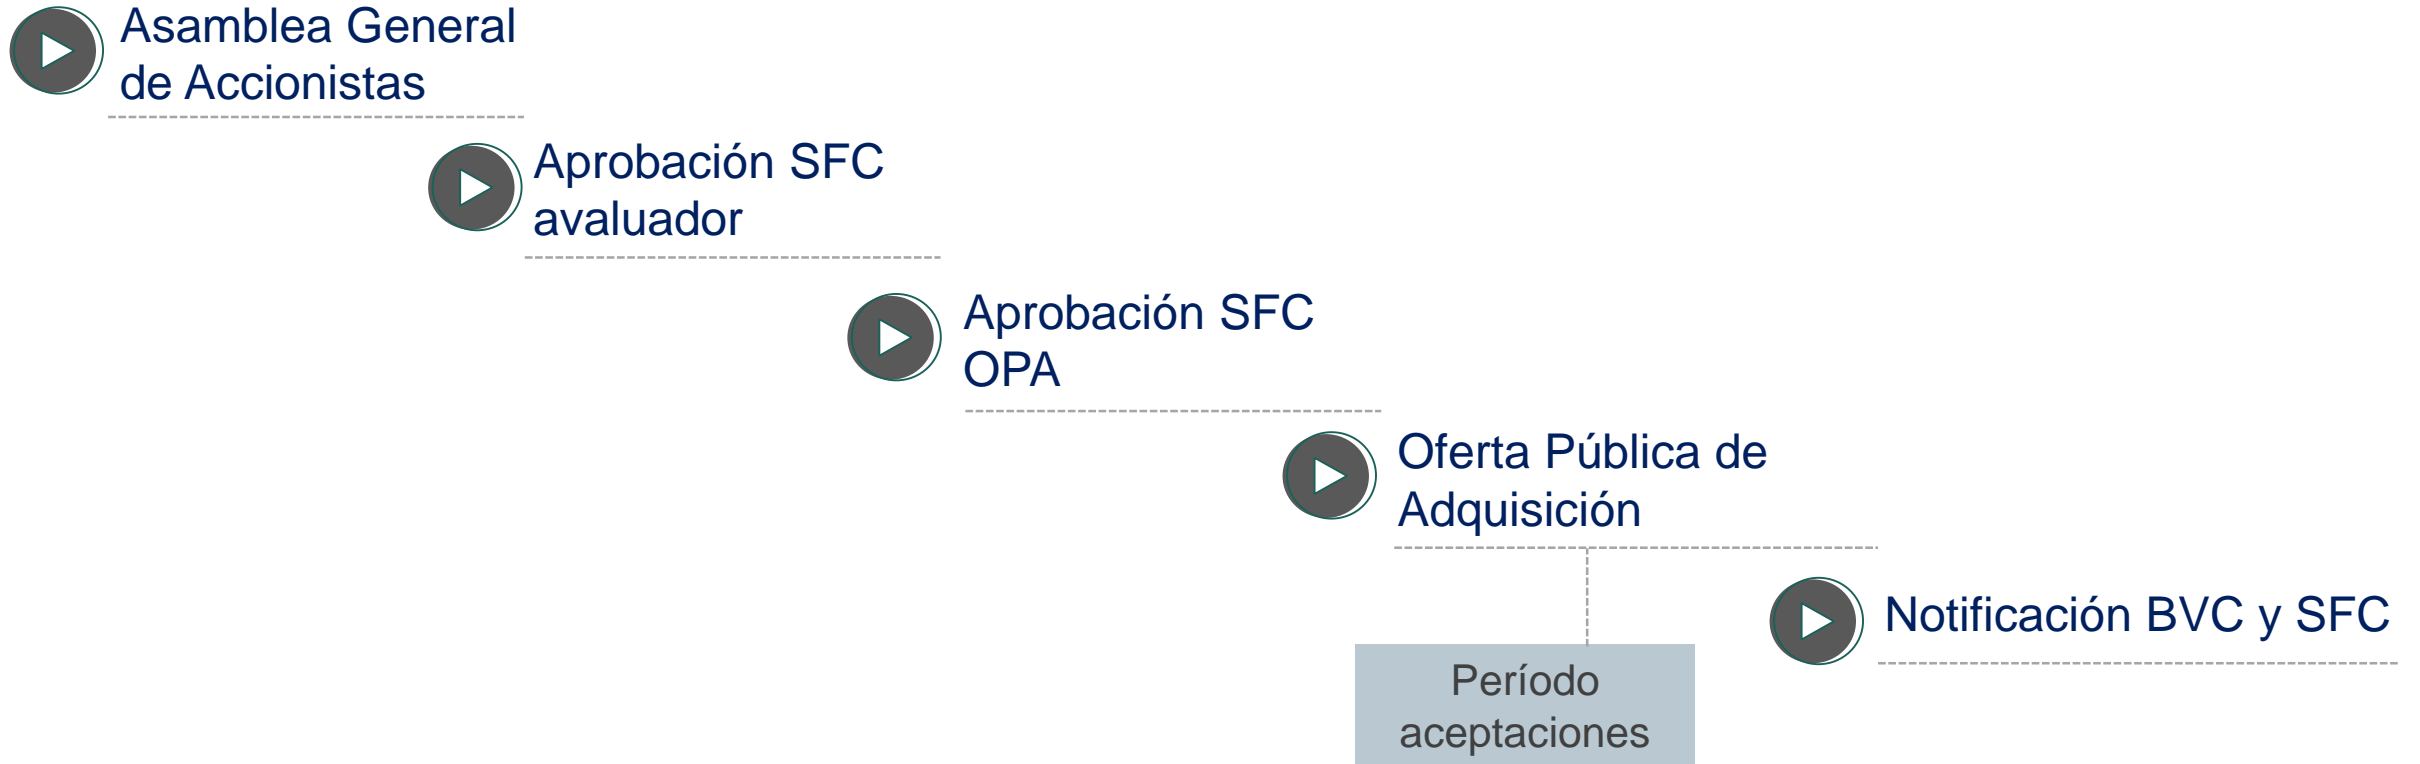 Asamblea General
de Accionistas
Aprobación SFC
avaluador
Aprobación SFC
OPA
Oferta Pública de
Adquisición
Notificación BVC y SFC
Período
aceptaciones